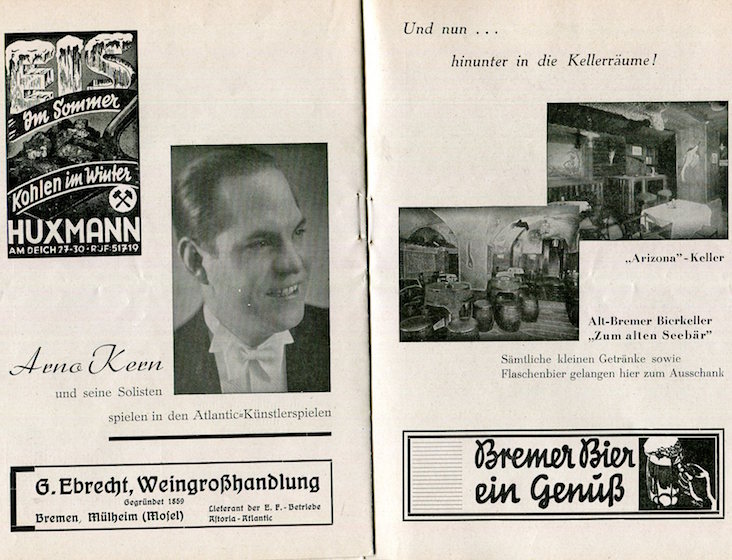 EIS
Im Sommer
Kohlen im Winter
HUXMANN
AM DEICH 77-30 · RUF: 51719
Arno Kern
und seine Solisten
spielen in den Atlantic=Künstlerspielen
G. Ebrecht, Weingroßhandlung
Gegründet 1859
Bremen, Mülheim (Mosel)
Lieferant der E. F. - Betriebe
Astoria - Atlantic
Und nun ...
hinunter in die Kellerräume!
„Arizona”-Keller
Alt-Bremer Bierkeller
„Zum alten Seebär”
Sämtliche kleinen Getränke sowie
Flaschenbier gelangen hier zum Ausschank
Bremer Bier
ein Genuß